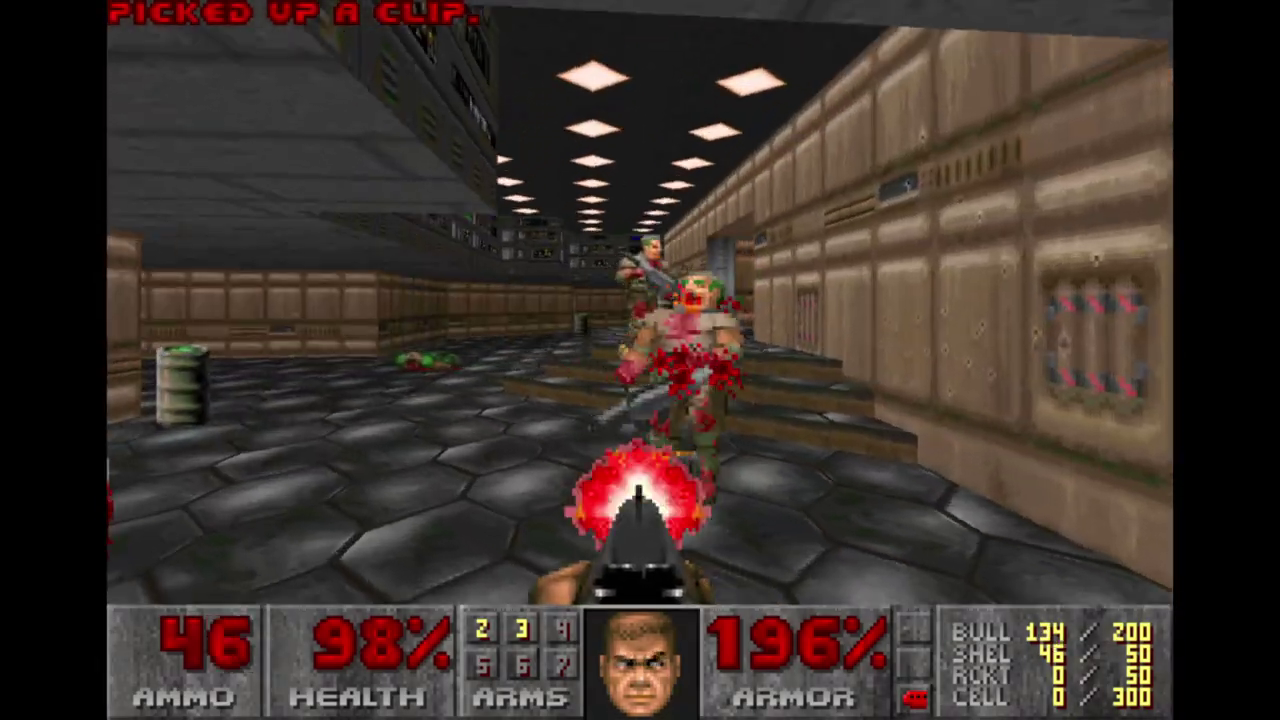 PICKED UP A CLIP.
46 98% 2 3 4 196% BULL 134 / 200
SHEL 46 / 50
5 6 7 RCKT 0 / 50
AMMO HEALTH ARMS ARMOR CELL 0 / 300